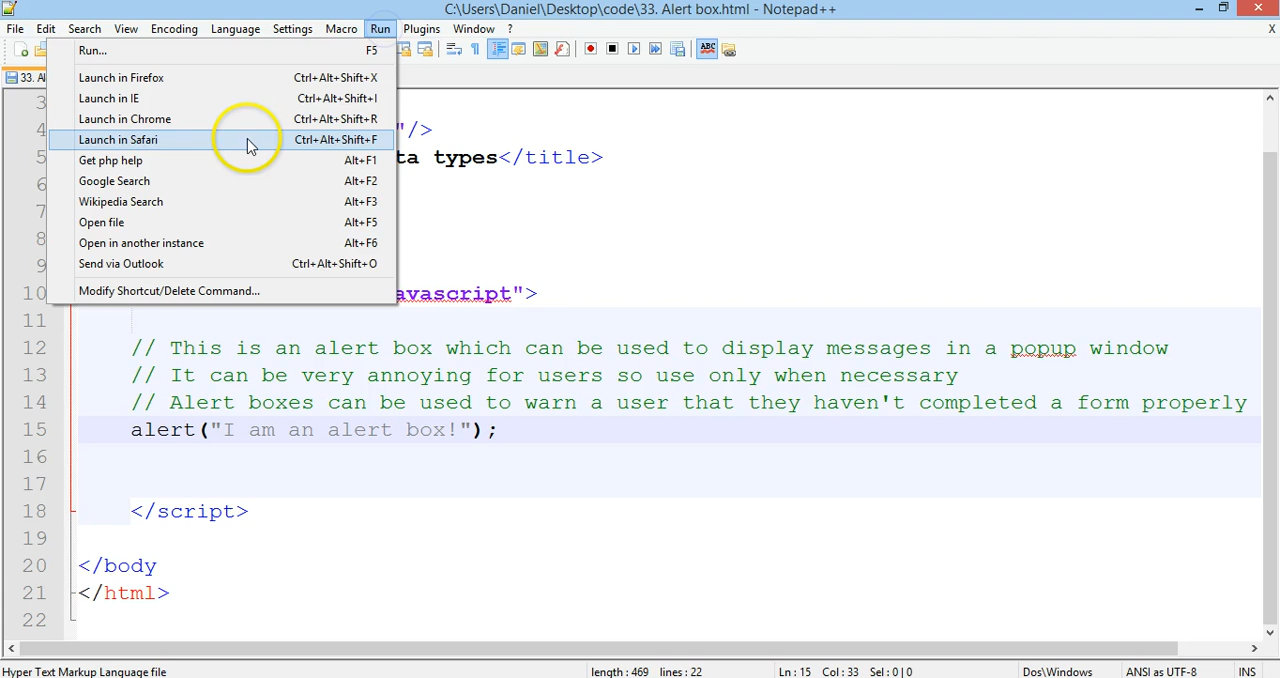 C:\Users\Daniel\Desktop\code\33. Alert box.html - Notepad++
File Edit Search View Encoding Language Settings Macro Run Plugins Window ? X
Run... F5
ABC
33. Al
Launch in Firefox Ctrl+Alt+Shift+X
Launch in IE Ctrl+Alt+Shift+I
Launch in Chrome Ctrl+Alt+Shift+R
Launch in Safari Ctrl+Alt+Shift+F
Get php help Alt+F1
Google Search Alt+F2
Wikipedia Search Alt+F3
Open file Alt+F5
Open in another instance Alt+F6
Send via Outlook Ctrl+Alt+Shift+O
Modify Shortcut/Delete Command...
3
4 "/>
5 ta types</title>
6
7
8
9
10 avascript">
11
12 // This is an alert box which can be used to display messages in a popup window
13 // It can be very annoying for users so use only when necessary
14 // Alert boxes can be used to warn a user that they haven't completed a form properly
15 alert("I am an alert box!");
16
17
18 </script>
19
20 </body
21 </html>
22
Hyper Text Markup Language file length : 469 lines : 22 Ln : 15 Col : 33 Sel : 0 | 0 Dos\Windows ANSI as UTF-8 INS